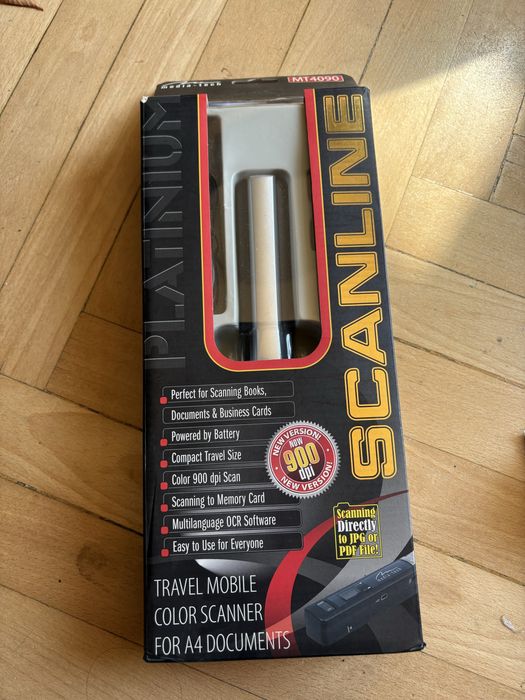 media-tech
MT4090
PLATINIUM
SCANLINE
Perfect for Scanning Books,
Documents & Business Cards
Powered by Battery
Compact Travel Size
Color 900 dpi Scan
Scanning to Memory Card
Multilanguage OCR Software
Easy to Use for Everyone
NEW VERSION!
NOW
900
dpi
NEW VERSION!
Scanning
Directly
to JPG or
PDF File!
TRAVEL MOBILE
COLOR SCANNER
FOR A4 DOCUMENTS